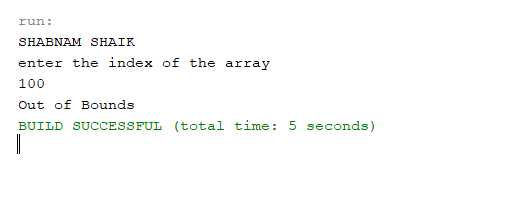 run:
SHABNAM SHAIK
enter the index of the array
100
Out of Bounds
BUILD SUCCESSFUL (total time: 5 seconds)